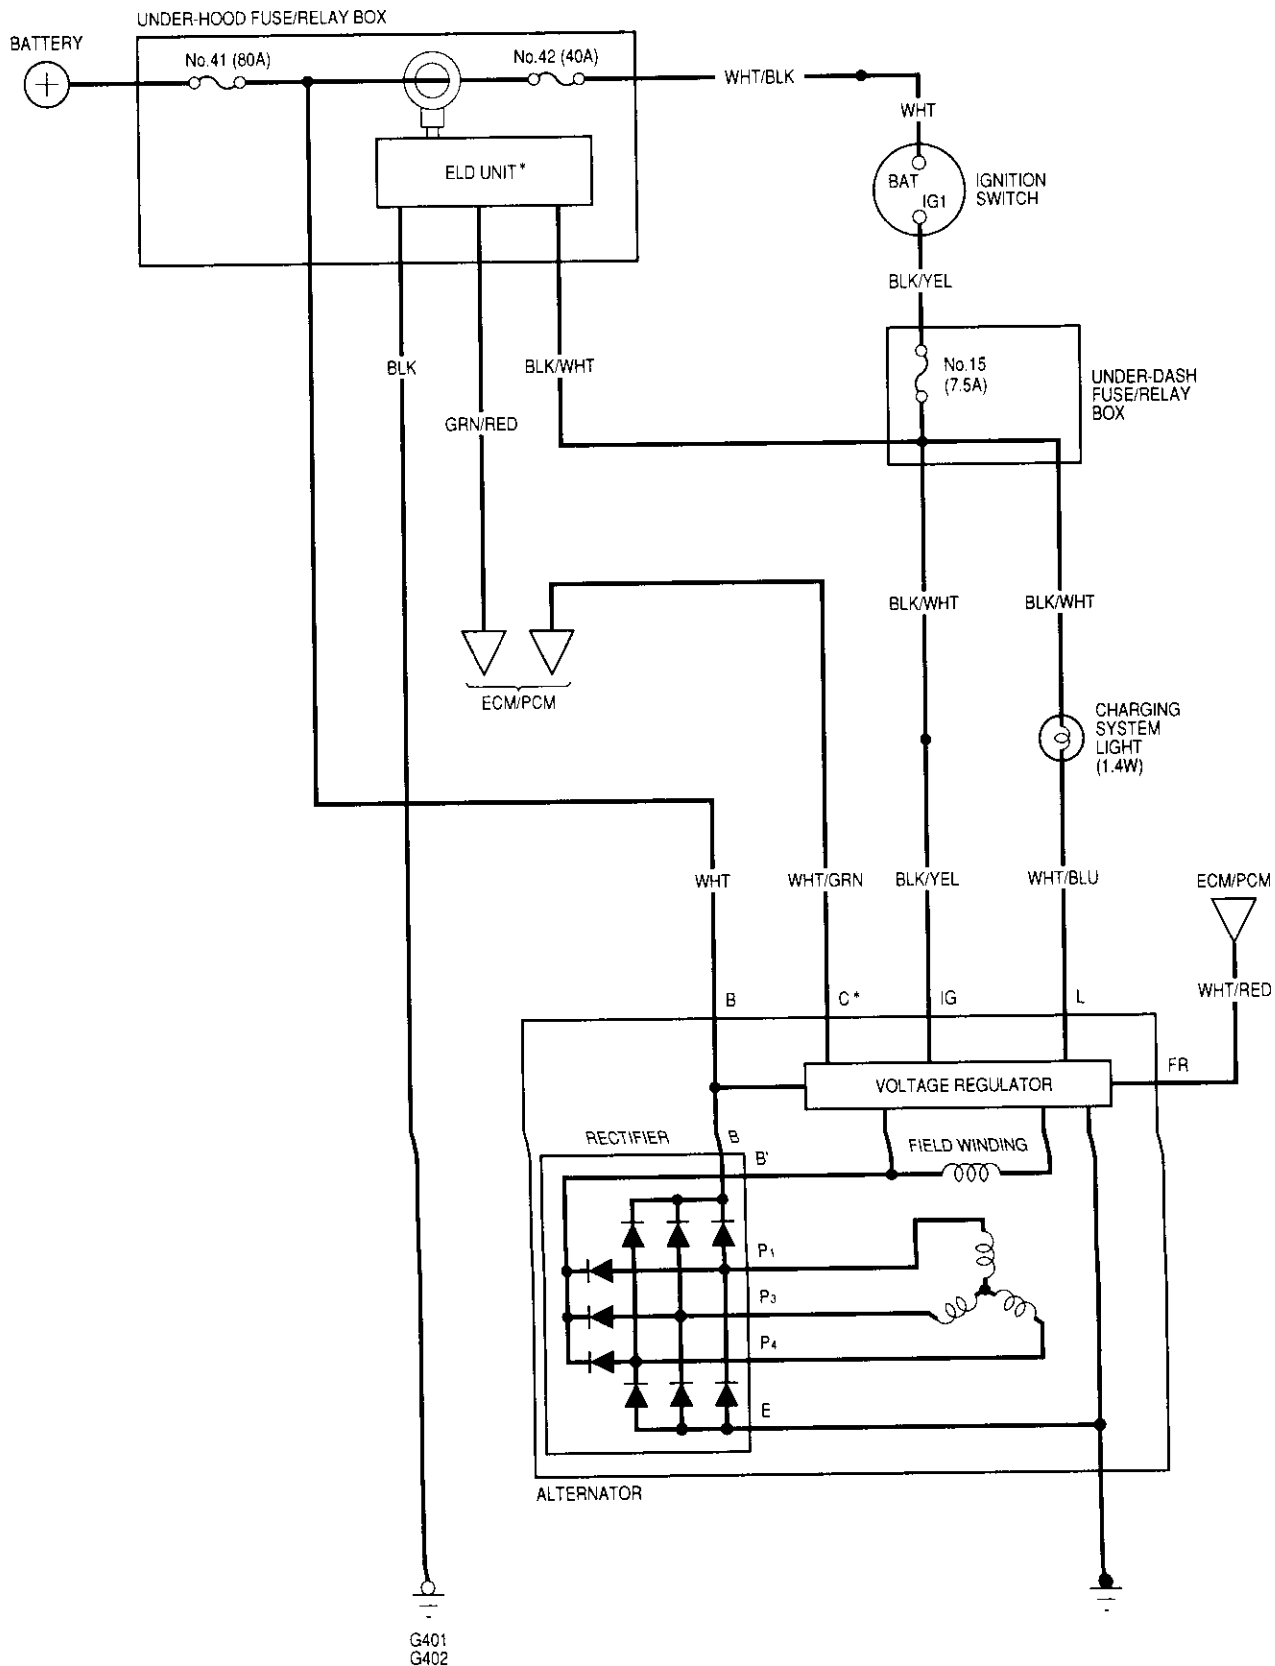 UNDER-HOOD FUSE/RELAY BOX
BATTERY
No.41 (80A)
No.42 (40A)
WHT/BLK
WHT
ELD UNIT*
BAT
IG1
IGNITION
SWITCH
BLK/YEL
BLK
BLK/WHT
No.15
(7.5A)
UNDER-DASH
FUSE/RELAY
BOX
GRN/RED
BLK/WHT
BLK/WHT
ECM/PCM
CHARGING
SYSTEM
LIGHT
(1.4W)
WHT
WHT/GRN
BLK/YEL
WHT/BLU
ECM/PCM
WHT/RED
B
C*
IG
L
FR
VOLTAGE REGULATOR
RECTIFIER
B
FIELD WINDING
B'
P1
P3
P4
E
ALTERNATOR
G401
G402